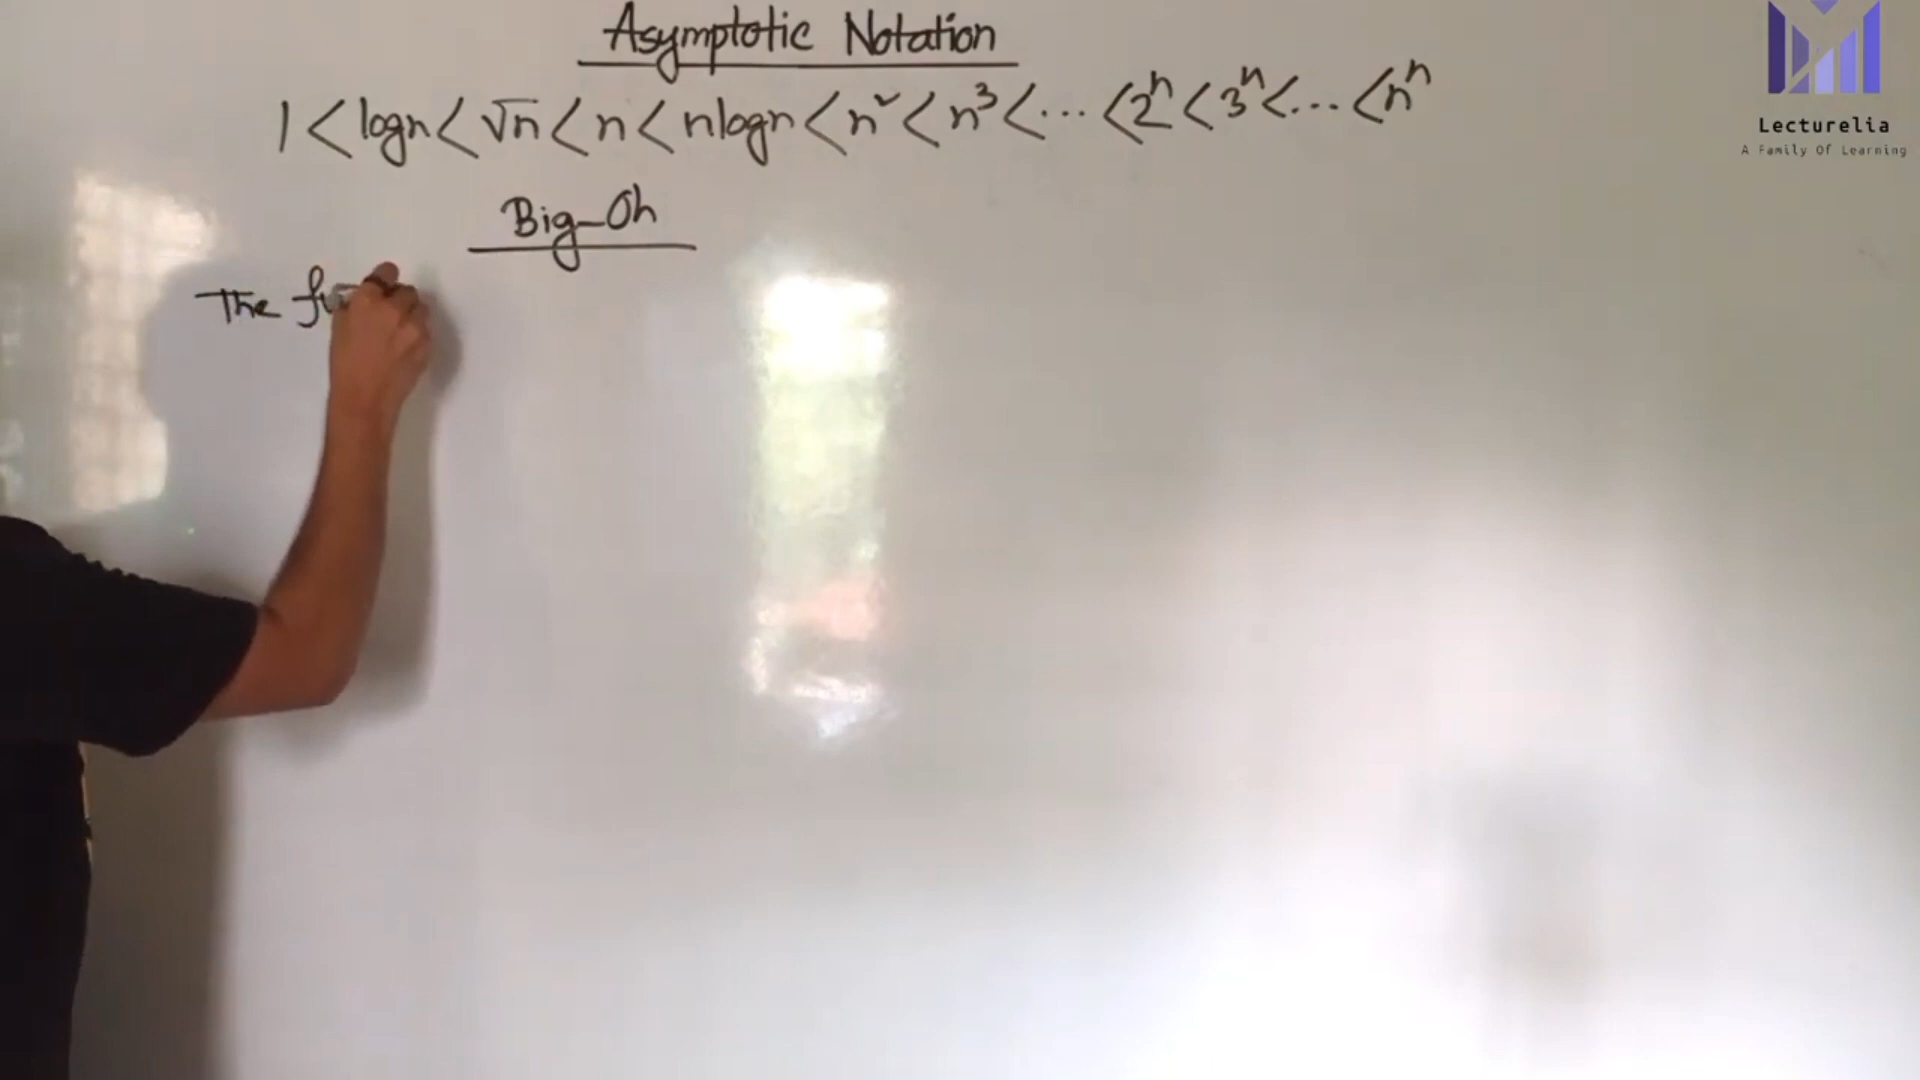 Asymptotic Notation
1 < logn < √n < n < nlogn < n² < n³ < ... < 2ⁿ < 3ⁿ < ... < nⁿ
Big-Oh
The
Lecturelia
A Family Of Learning